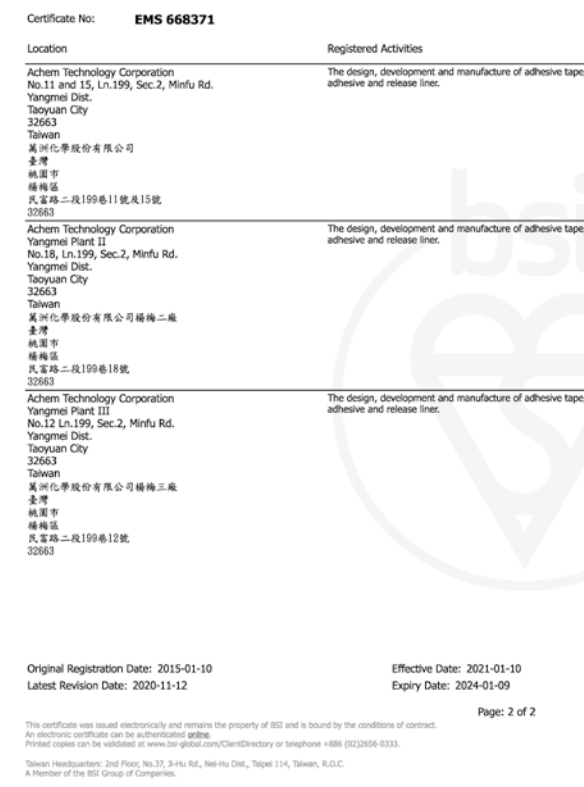 Certificate No: EMS 668371
Location Registered Activities
Achem Technology Corporation
No.11 and 15, Ln.199, Sec.2, Minfu Rd.
Yangmei Dist.
Taoyuan City
32663
Taiwan
萬洲化學股份有限公司
臺灣
桃園市
楊梅區
民富路二段199巷11號及15號
32663
The design, development and manufacture of adhesive tape,
adhesive and release liner.
Achem Technology Corporation
Yangmei Plant II
No.18, Ln.199, Sec.2, Minfu Rd.
Yangmei Dist.
Taoyuan City
32663
Taiwan
萬洲化學股份有限公司楊梅二廠
臺灣
桃園市
楊梅區
民富路二段199巷18號
32663
The design, development and manufacture of adhesive tape,
adhesive and release liner.
Achem Technology Corporation
Yangmei Plant III
No.12 Ln.199, Sec.2, Minfu Rd.
Yangmei Dist.
Taoyuan City
32663
Taiwan
萬洲化學股份有限公司楊梅三廠
臺灣
桃園市
楊梅區
民富路二段199巷12號
32663
The design, development and manufacture of adhesive tape,
adhesive and release liner.
bsi
Original Registration Date: 2015-01-10 Effective Date: 2021-01-10
Latest Revision Date: 2020-11-12 Expiry Date: 2024-01-09
Page: 2 of 2
This certificate was issued electronically and remains the property of BSI and is bound by the conditions of contract.
An electronic certificate can be authenticated online.
Printed copies can be validated at www.bsi-global.com/ClientDirectory or telephone +886 (02)2656-0333.
Taiwan Headquarters: 2nd Floor, No.37, Ji-Hu Rd., Nei-Hu Dist., Taipei 114, Taiwan, R.O.C.
A Member of the BSI Group of Companies.